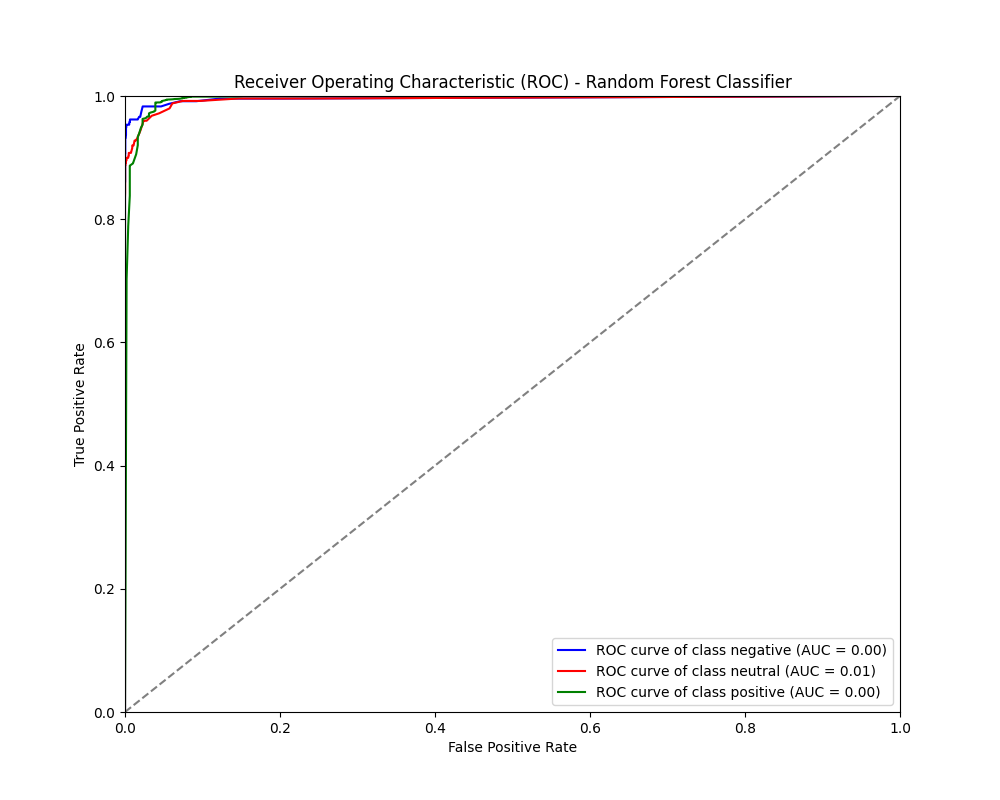 Receiver Operating Characteristic (ROC) - Random Forest Classifier
1.0
0.8
0.6
0.4
0.2
0.0
True Positive Rate
ROC curve of class negative (AUC = 0.00)
ROC curve of class neutral (AUC = 0.01)
ROC curve of class positive (AUC = 0.00)
0.0 0.2 0.4 0.6 0.8 1.0
False Positive Rate